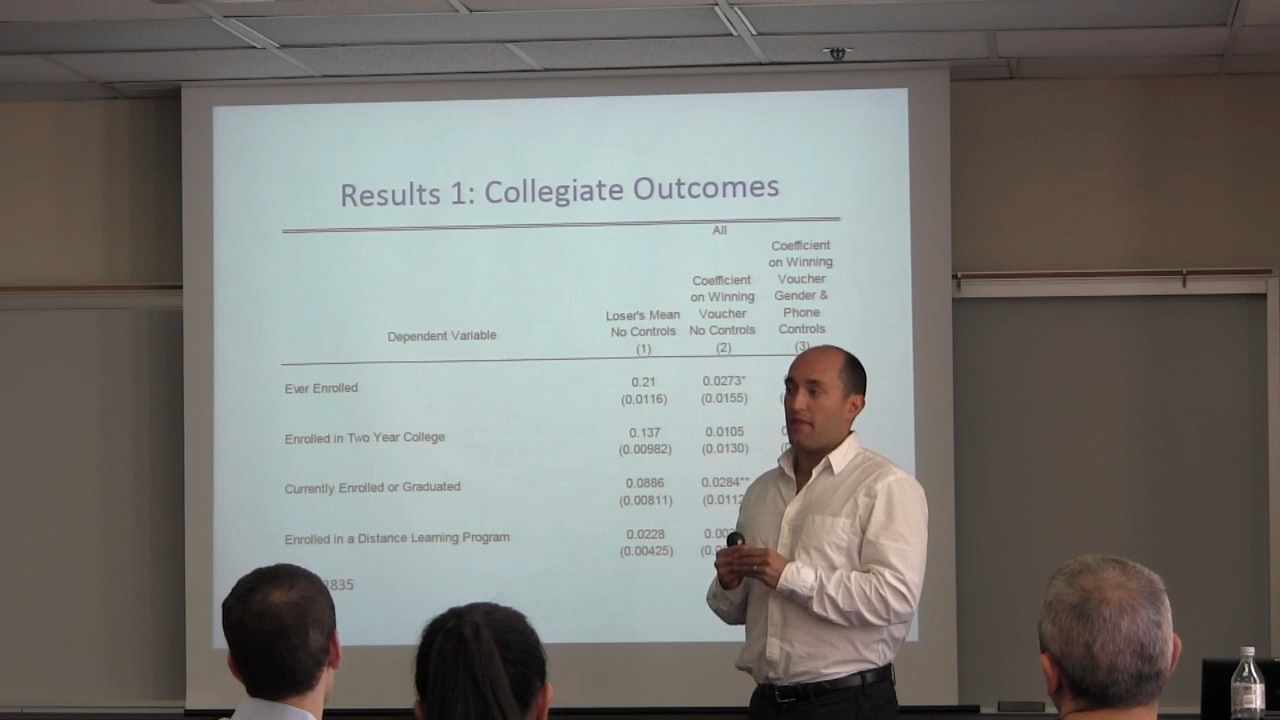 Results 1: Collegiate Outcomes
All
Dependent Variable
Loser's Mean
No Controls
(1)
Coefficient
on Winning
Voucher
No Controls
(2)
Coefficient
on Winning
Voucher
Gender &
Phone
Controls
(3)
Ever Enrolled 0.21 0.0273*
(0.0116) (0.0155)
Enrolled in Two Year College 0.137 0.0105
(0.00982) (0.0130)
Currently Enrolled or Graduated 0.0886 0.0284**
(0.00811)
Enrolled in a Distance Learning Program 0.0228
(0.00425)